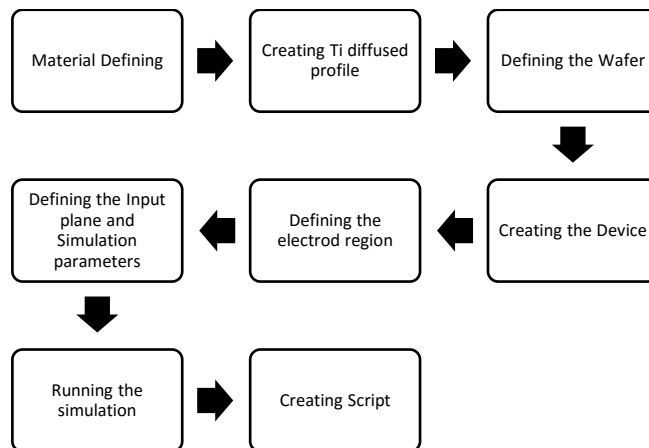 Material Defining
Creating Ti diffused
profile
Defining the Wafer
Creating the Device
Defining the
electrod region
Defining the Input
plane and
Simulation
parameters
Running the
simulation
Creating Script